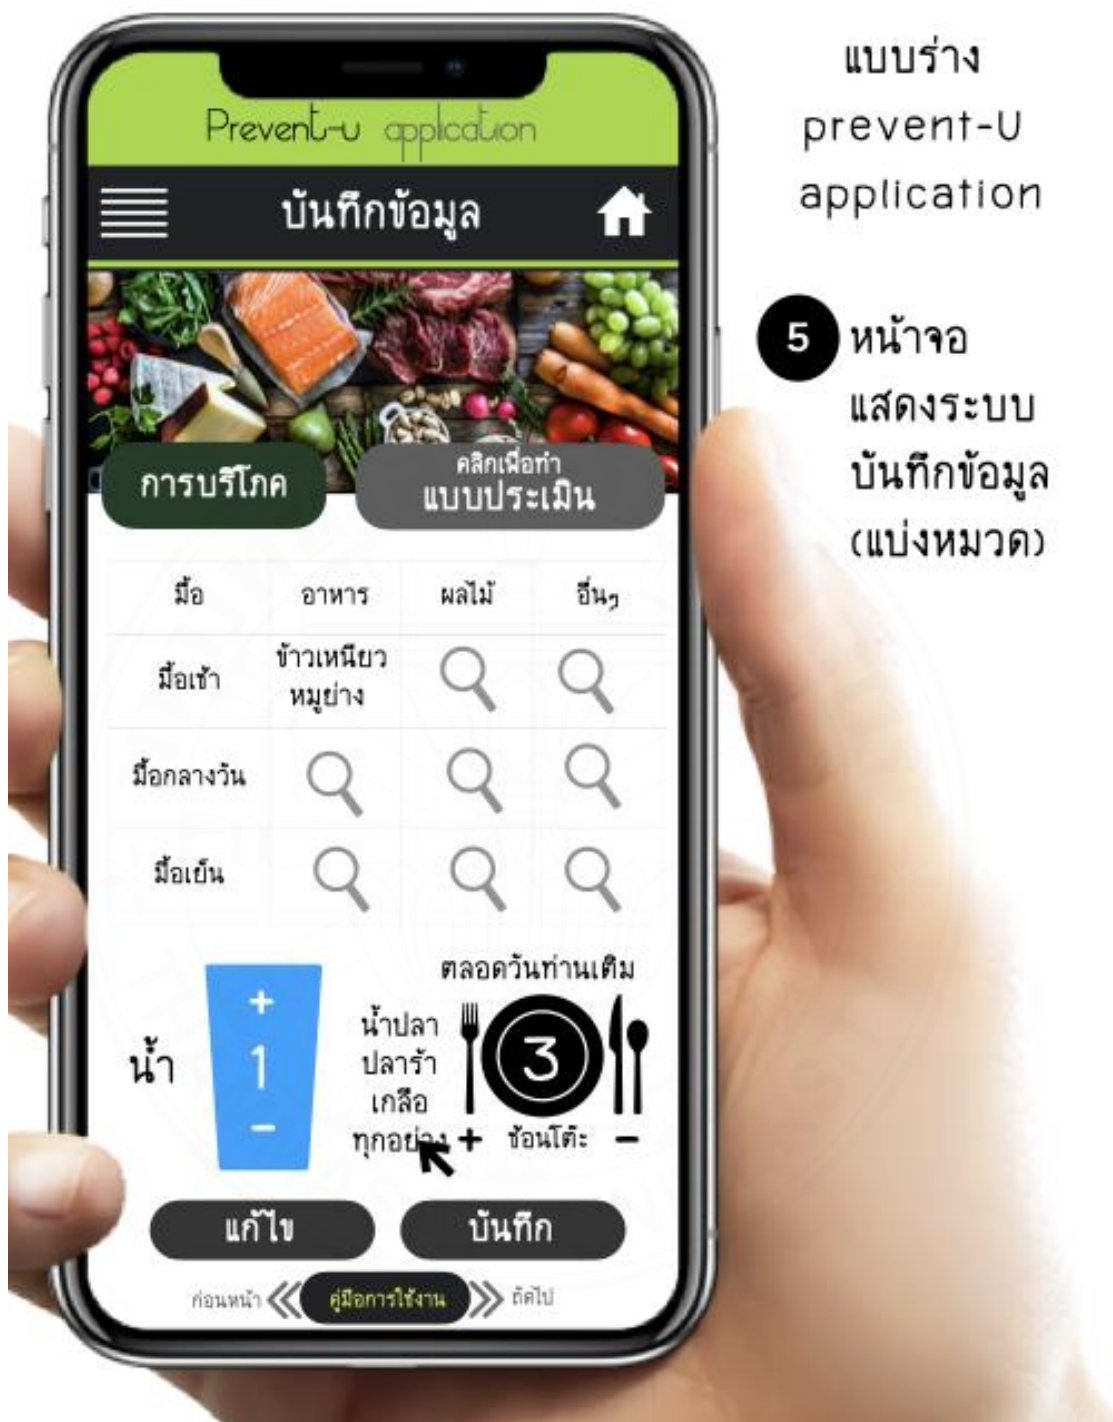 แบบร่าง
prevent-U
application
5 หน้าจอ
แสดงระบบ
บันทึกข้อมูล
(แบ่งหมวด)
Prevent-u application
บันทึกข้อมูล
การบริโภค
คลิกเพื่อทำ
แบบประเมิน
มื้อ อาหาร ผลไม้ อื่นๆ
มื้อเช้า ข้าวเหนียว
หมูย่าง
มื้อกลางวัน
มื้อเย็น
น้ำ
+
1
-
ตลอดวันท่านเติม
น้ำปลา
ปลาร้า
เกลือ
ทุกอย่าง
3
+ ช้อนโต๊ะ -
แก้ไข บันทึก
ก่อนหน้า คู่มือการใช้งาน ถัดไป